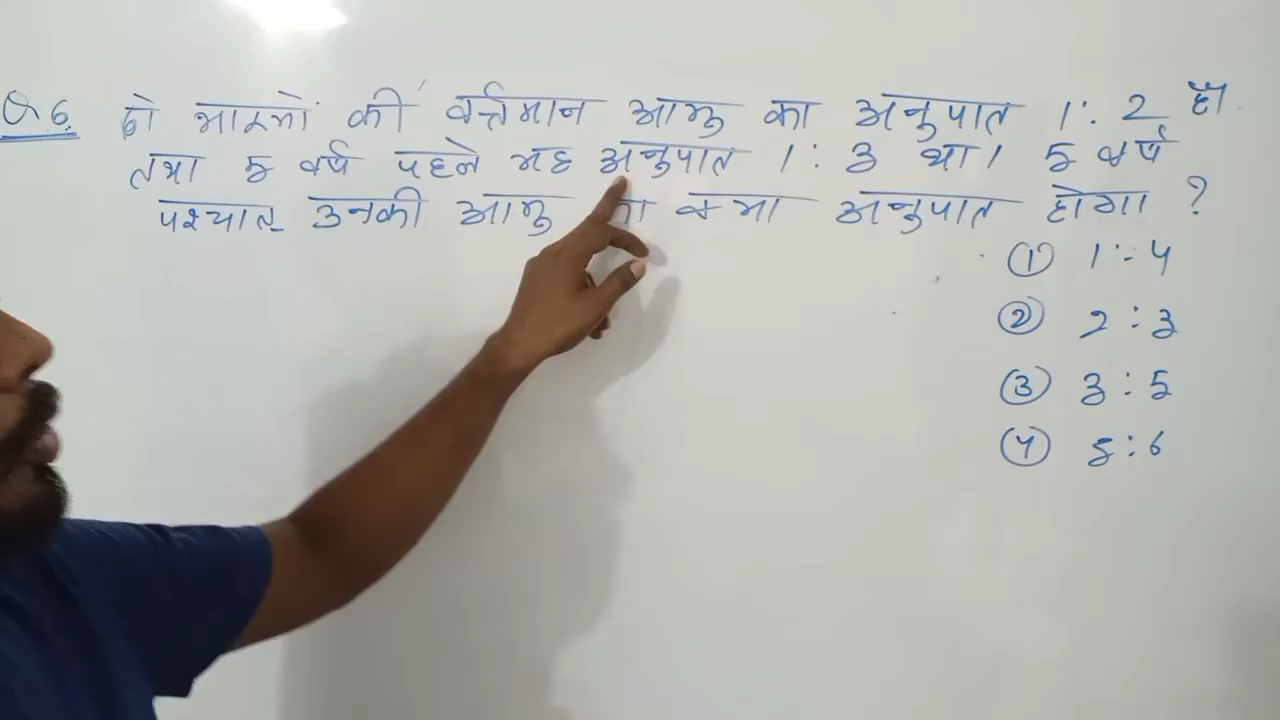 Q 6. दो भाइयों की वर्त्तमान आयु का अनुपात 1 : 2 हैं
तथा 5 वर्ष पहले यह अनुपात 1 : 3 था। 5 वर्ष
पश्चात उनकी आयु का क्या अनुपात होगा ?
① 1 : 4
② 2 : 3
③ 3 : 5
④ 5 : 6